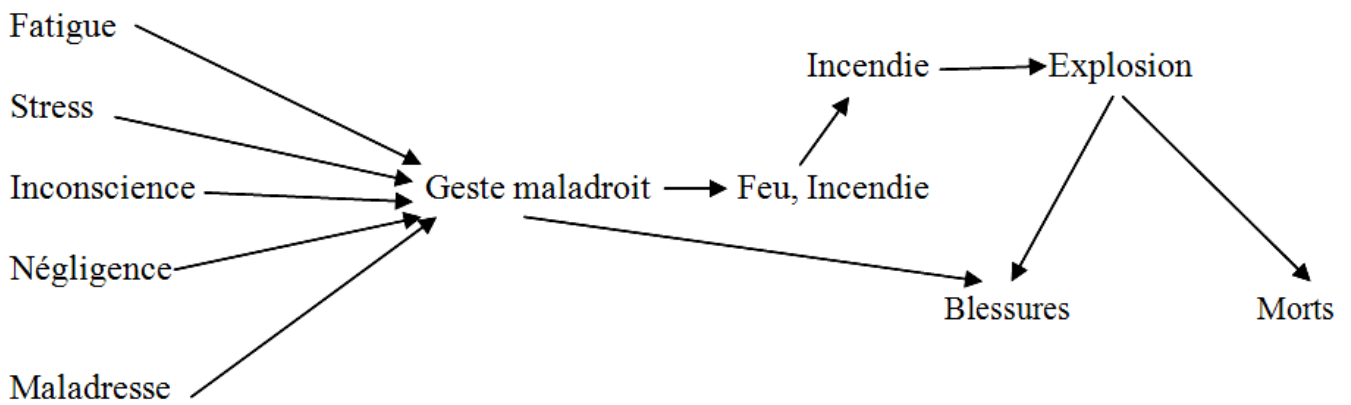 Fatigue
Incendie
Explosion
Stress
Inconscience
Geste maladroit
Feu, Incendie
Négligence
Blessures
Morts
Maladresse